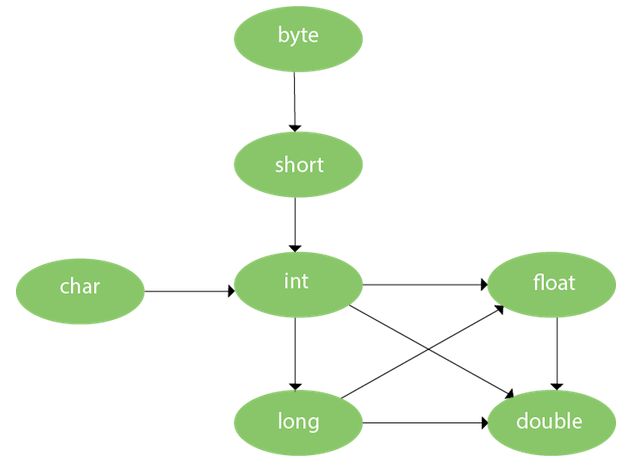 byte
short
char
int
float
long
double